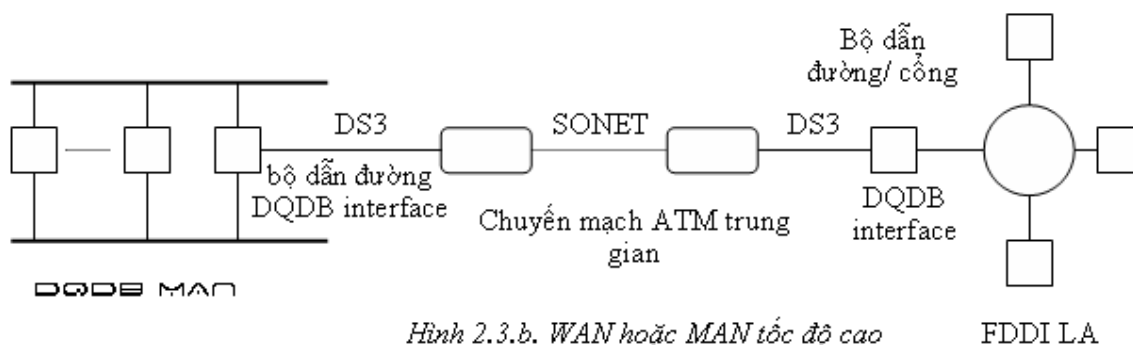 Bộ dẫn
đường/ cổng
DS3
SONET
DS3
bộ dẫn đường
DQDB interface
Chuyển mạch ATM trung
gian
DQDB
interface
DQDB MAN
Hình 2.3.b. WAN hoặc MAN tốc độ cao
FDDI LA